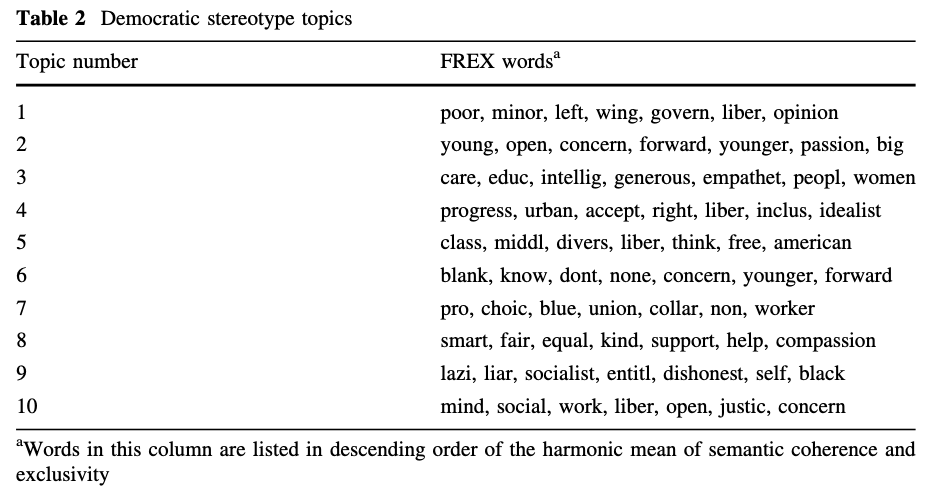 Table 2 Democratic stereotype topics
Topic number FREX wordsᵃ
1 poor, minor, left, wing, govern, liber, opinion
2 young, open, concern, forward, younger, passion, big
3 care, educ, intellig, generous, empathet, peopl, women
4 progress, urban, accept, right, liber, inclus, idealist
5 class, middl, divers, liber, think, free, american
6 blank, know, dont, none, concern, younger, forward
7 pro, choic, blue, union, collar, non, worker
8 smart, fair, equal, kind, support, help, compassion
9 lazi, liar, socialist, entitl, dishonest, self, black
10 mind, social, work, liber, open, justic, concern
ᵃWords in this column are listed in descending order of the harmonic mean of semantic coherence and
exclusivity